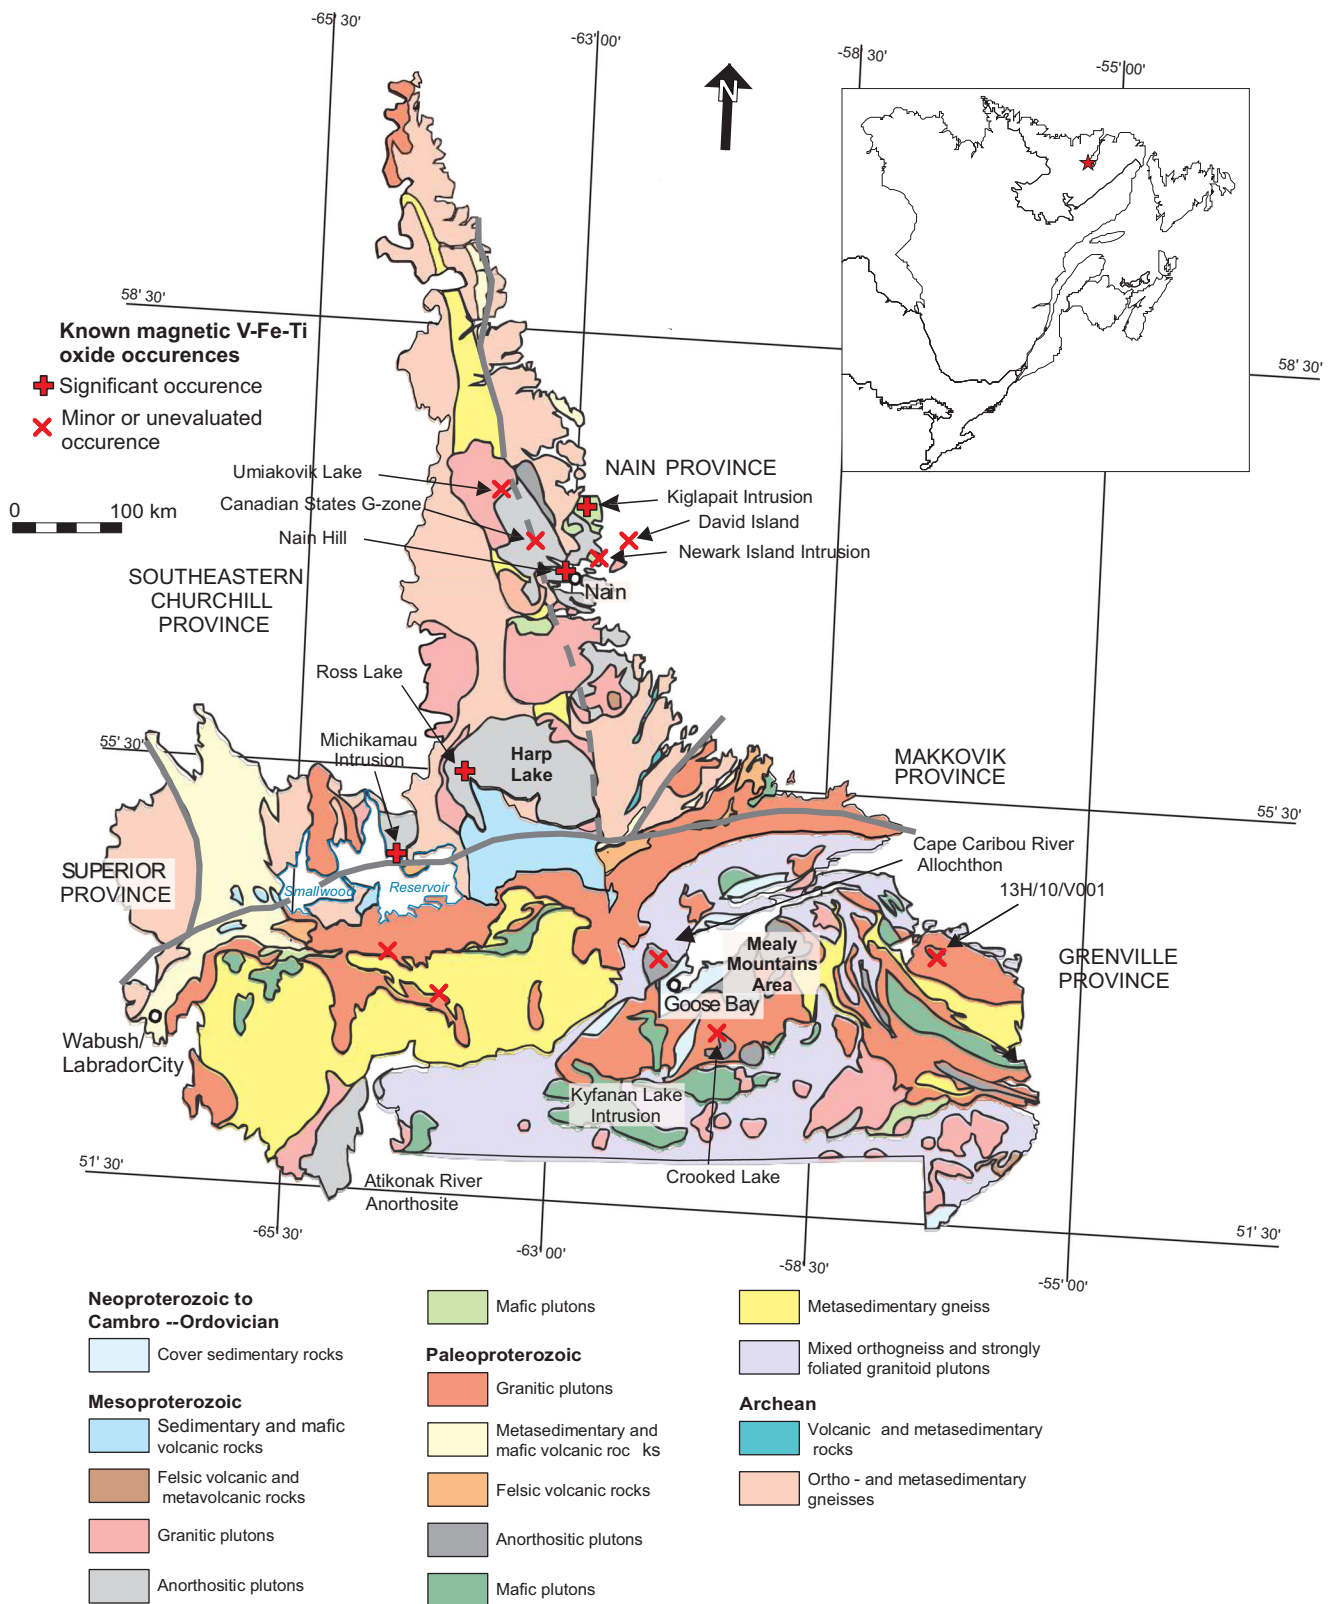 -65' 30'
-63' 00'
-58' 30'
-55' 00'
N
58' 30'
58' 30'
Known magnetic V-Fe-Ti
oxide occurences
Significant occurence
Minor or unevaluated
occurence
0
100 km
Umiakovik Lake
Canadian States G-zone
Nain Hill
NAIN PROVINCE
Kiglapait Intrusion
David Island
Newark Island Intrusion
Nain
SOUTHEASTERN
CHURCHILL
PROVINCE
Ross Lake
Michikamau
Intrusion
55' 30'
Harp
Lake
MAKKOVIK
PROVINCE
55' 30'
Cape Caribou River
Allochthon
13H/10/V001
SUPERIOR
PROVINCE
Smallwood
Reservoir
Mealy
Mountains
Area
GRENVILLE
PROVINCE
Goose Bay
Wabush/
LabradorCity
Kyfanan Lake
Intrusion
Crooked Lake
51' 30'
Atikonak River
Anorthosite
51' 30'
-65' 30'
-63' 00'
-58' 30'
-55' 00'
Neoproterozoic to
Cambro --Ordovician
Cover sedimentary rocks
Mesoproterozoic
Sedimentary and mafic
volcanic rocks
Felsic volcanic and
metavolcanic rocks
Granitic plutons
Anorthositic plutons
Mafic plutons
Paleoproterozoic
Granitic plutons
Metasedimentary and
mafic volcanic roc ks
Felsic volcanic rocks
Anorthositic plutons
Mafic plutons
Metasedimentary gneiss
Mixed orthogneiss and strongly
foliated granitoid plutons
Archean
Volcanic and metasedimentary
rocks
Ortho - and metasedimentary
gneisses